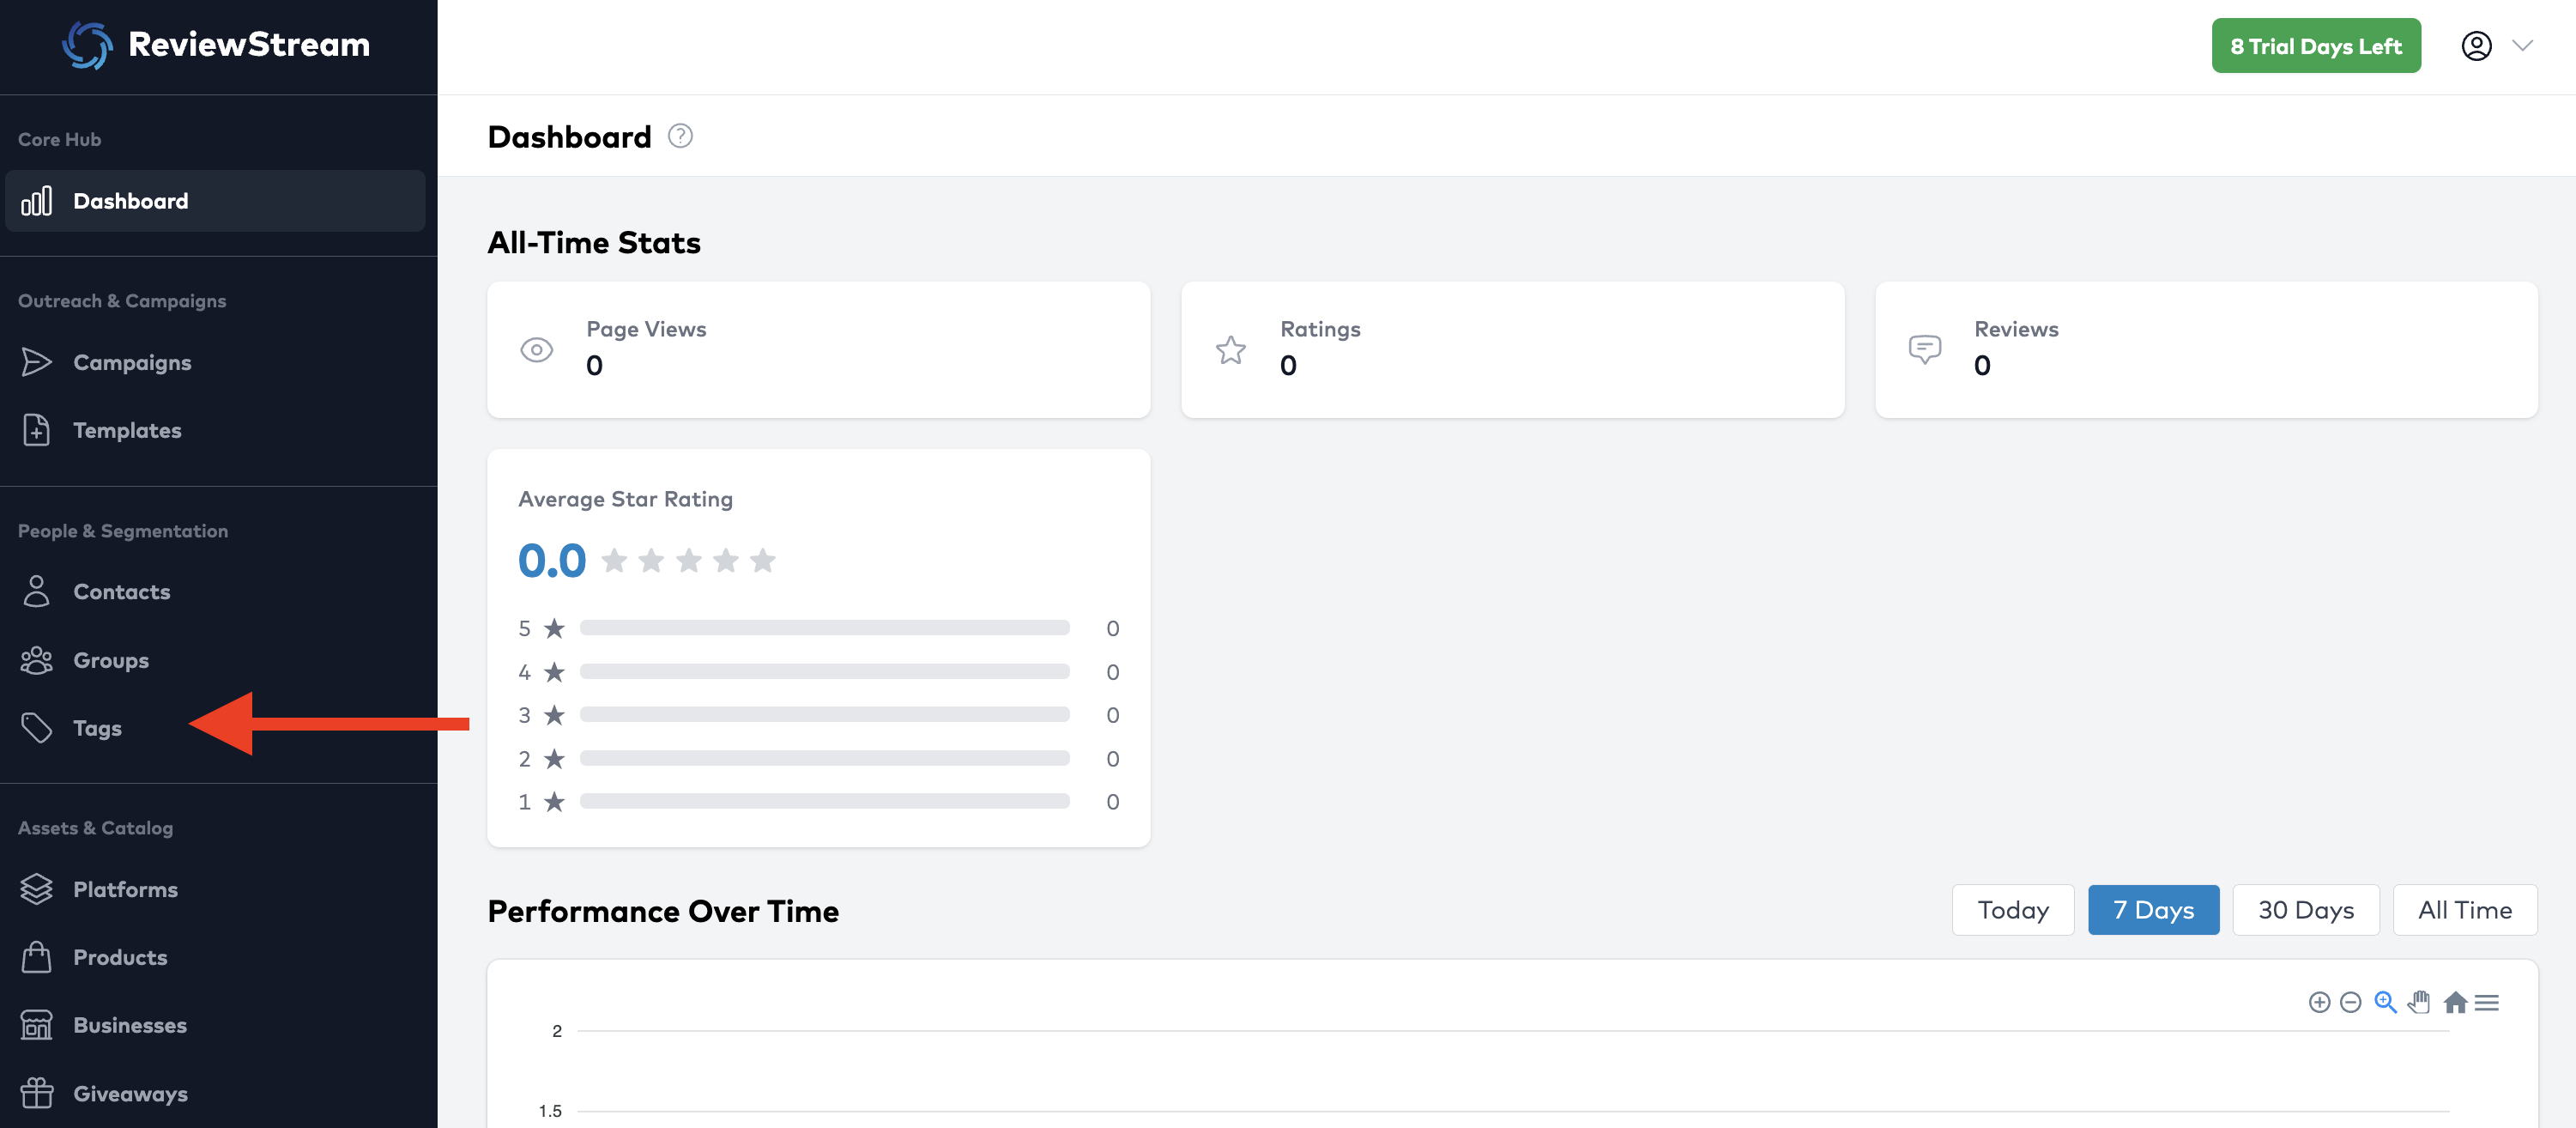 ReviewStream
8 Trial Days Left
Core Hub
Dashboard
Outreach & Campaigns
Campaigns
Templates
People & Segmentation
Contacts
Groups
Tags
Assets & Catalog
Platforms
Products
Businesses
Giveaways
Dashboard ?
All-Time Stats
Page Views
0
Ratings
0
Reviews
0
Average Star Rating
0.0
5 0
4 0
3 0
2 0
1 0
Performance Over Time
Today 7 Days 30 Days All Time
2
1.5